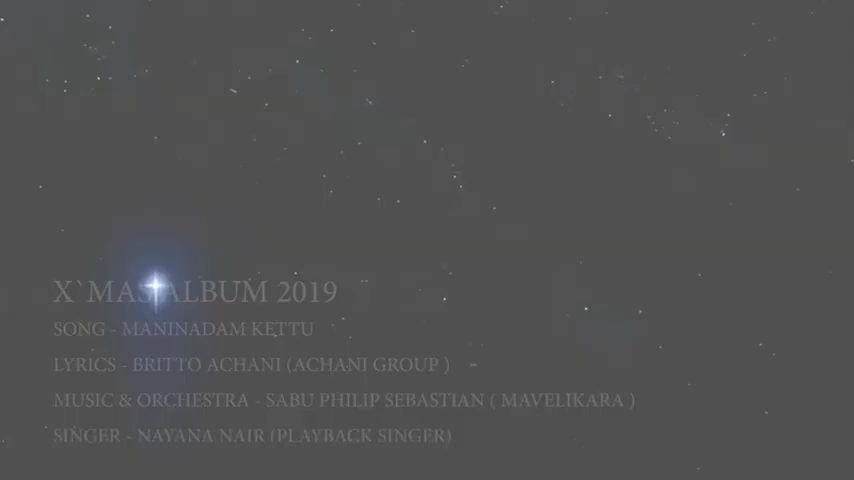 X`MAS ALBUM 2019
SONG - MANINADAM KETTU
LYRICS - BRITTO ACHANI (ACHANI GROUP )
MUSIC & ORCHESTRA - SABU PHILIP SEBASTIAN ( MAVELIKARA )
SINGER - NAYANA NAIR (PLAYBACK SINGER)